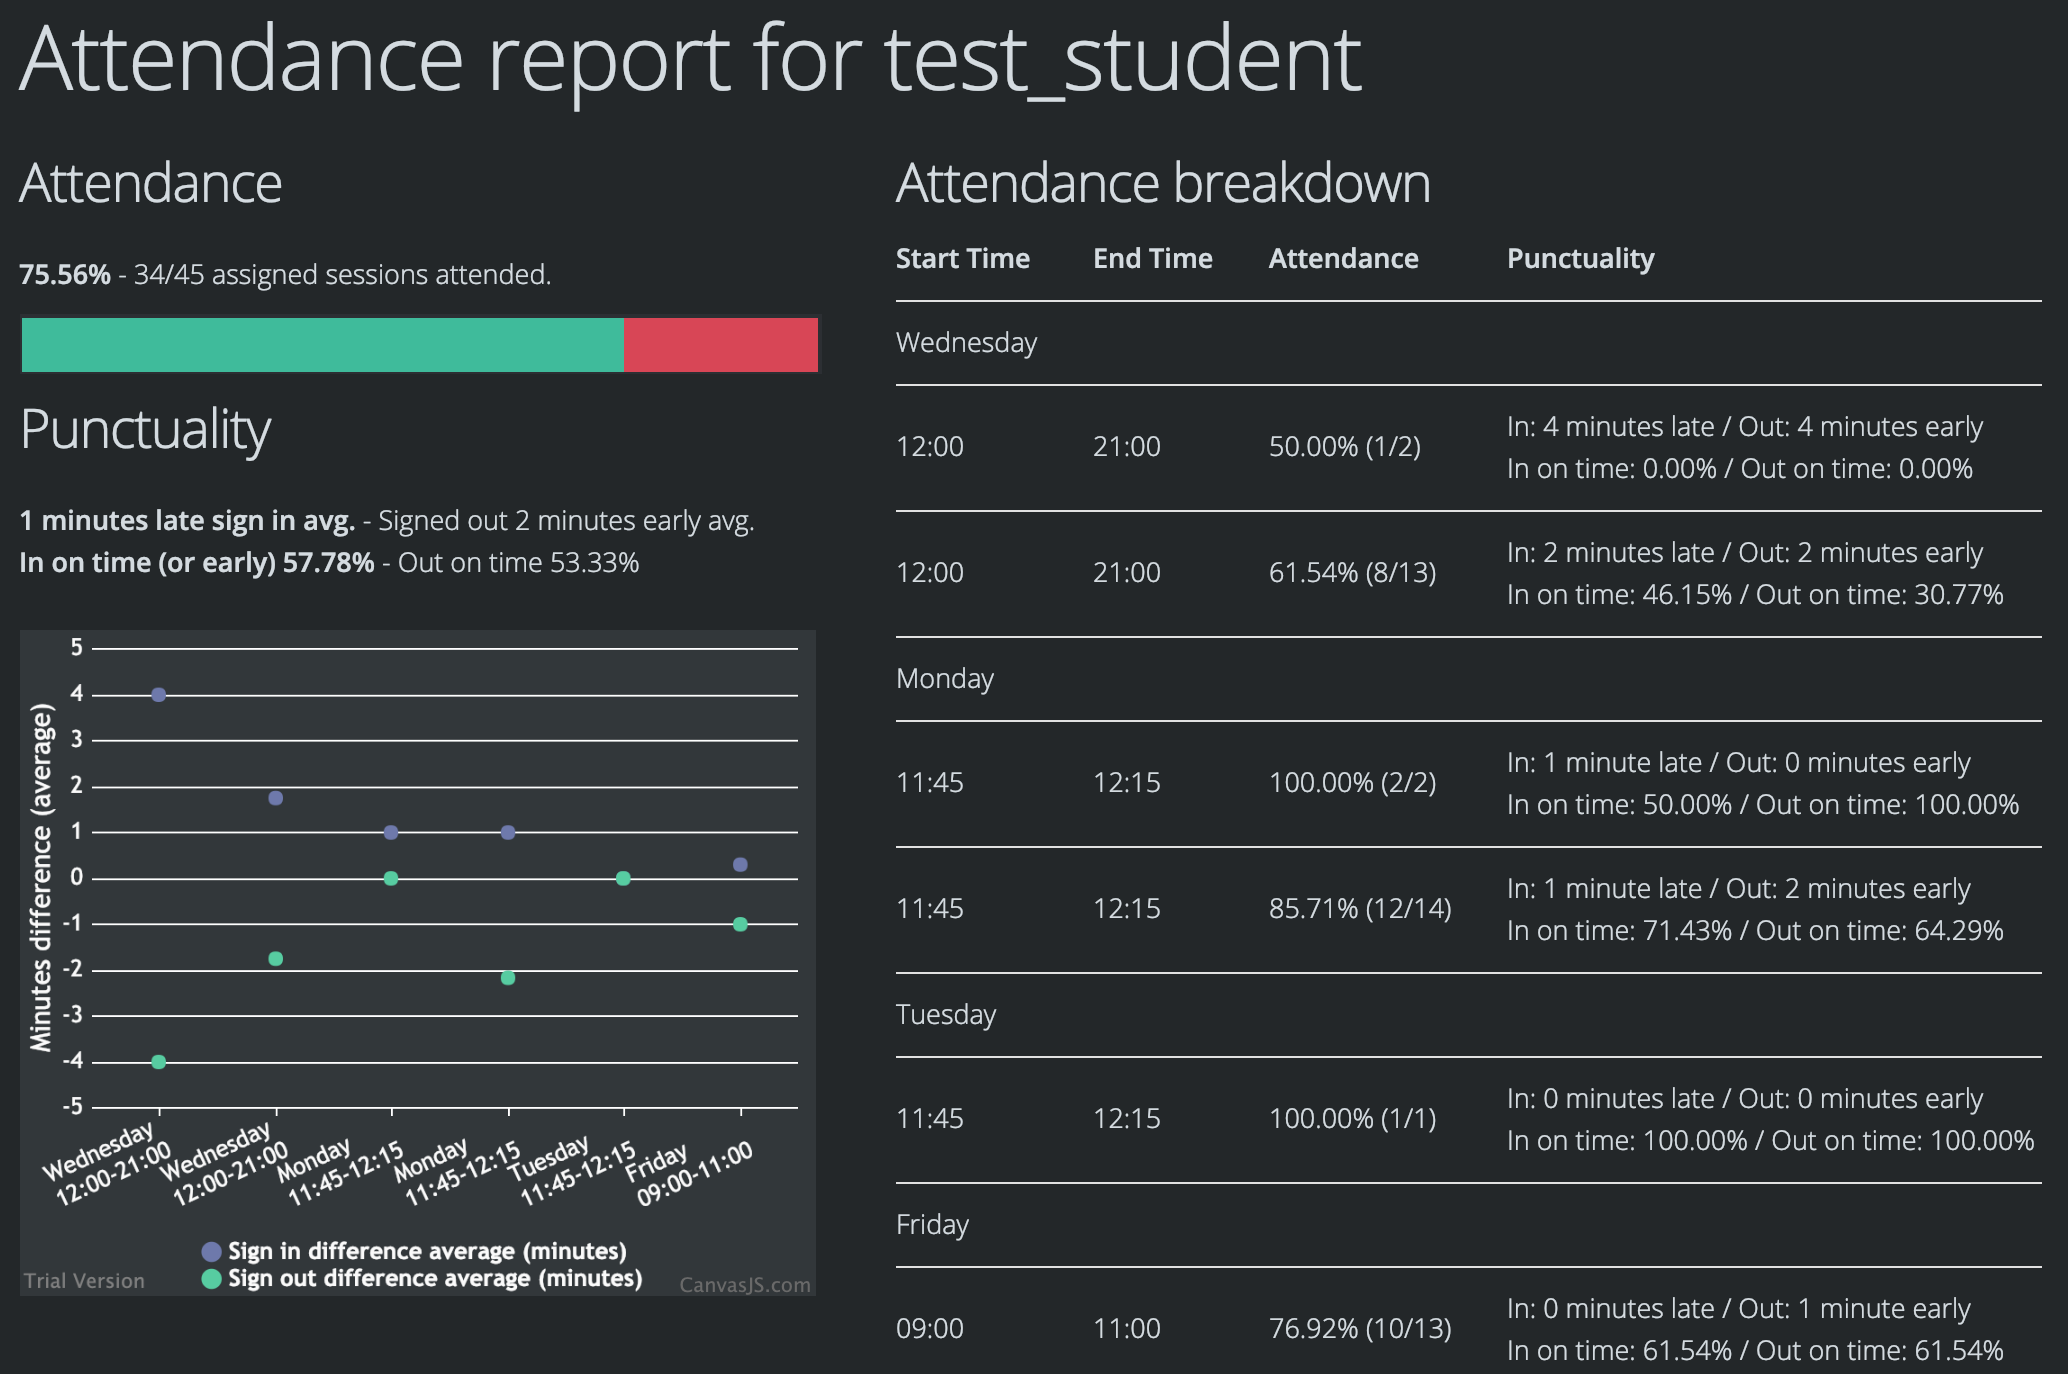 Attendance report for test_student
Attendance
75.56% - 34/45 assigned sessions attended.
Punctuality
1 minutes late sign in avg. - Signed out 2 minutes early avg.
In on time (or early) 57.78% - Out on time 53.33%
Minutes difference (average)
5
4
3
2
1
0
-1
-2
-3
-4
-5
Wednesday
12:00-21:00
Wednesday
12:00-21:00
Monday
11:45-12:15
Monday
11:45-12:15
Tuesday
11:45-12:15
Friday
09:00-11:00
Sign in difference average (minutes)
Sign out difference average (minutes)
Trial Version
CanvasJS.com
Attendance breakdown
Start Time End Time Attendance Punctuality
Wednesday
12:00 21:00 50.00% (1/2) In: 4 minutes late / Out: 4 minutes early
In on time: 0.00% / Out on time: 0.00%
12:00 21:00 61.54% (8/13) In: 2 minutes late / Out: 2 minutes early
In on time: 46.15% / Out on time: 30.77%
Monday
11:45 12:15 100.00% (2/2) In: 1 minute late / Out: 0 minutes early
In on time: 50.00% / Out on time: 100.00%
11:45 12:15 85.71% (12/14) In: 1 minute late / Out: 2 minutes early
In on time: 71.43% / Out on time: 64.29%
Tuesday
11:45 12:15 100.00% (1/1) In: 0 minutes late / Out: 0 minutes early
In on time: 100.00% / Out on time: 100.00%
Friday
09:00 11:00 76.92% (10/13) In: 0 minutes late / Out: 1 minute early
In on time: 61.54% / Out on time: 61.54%